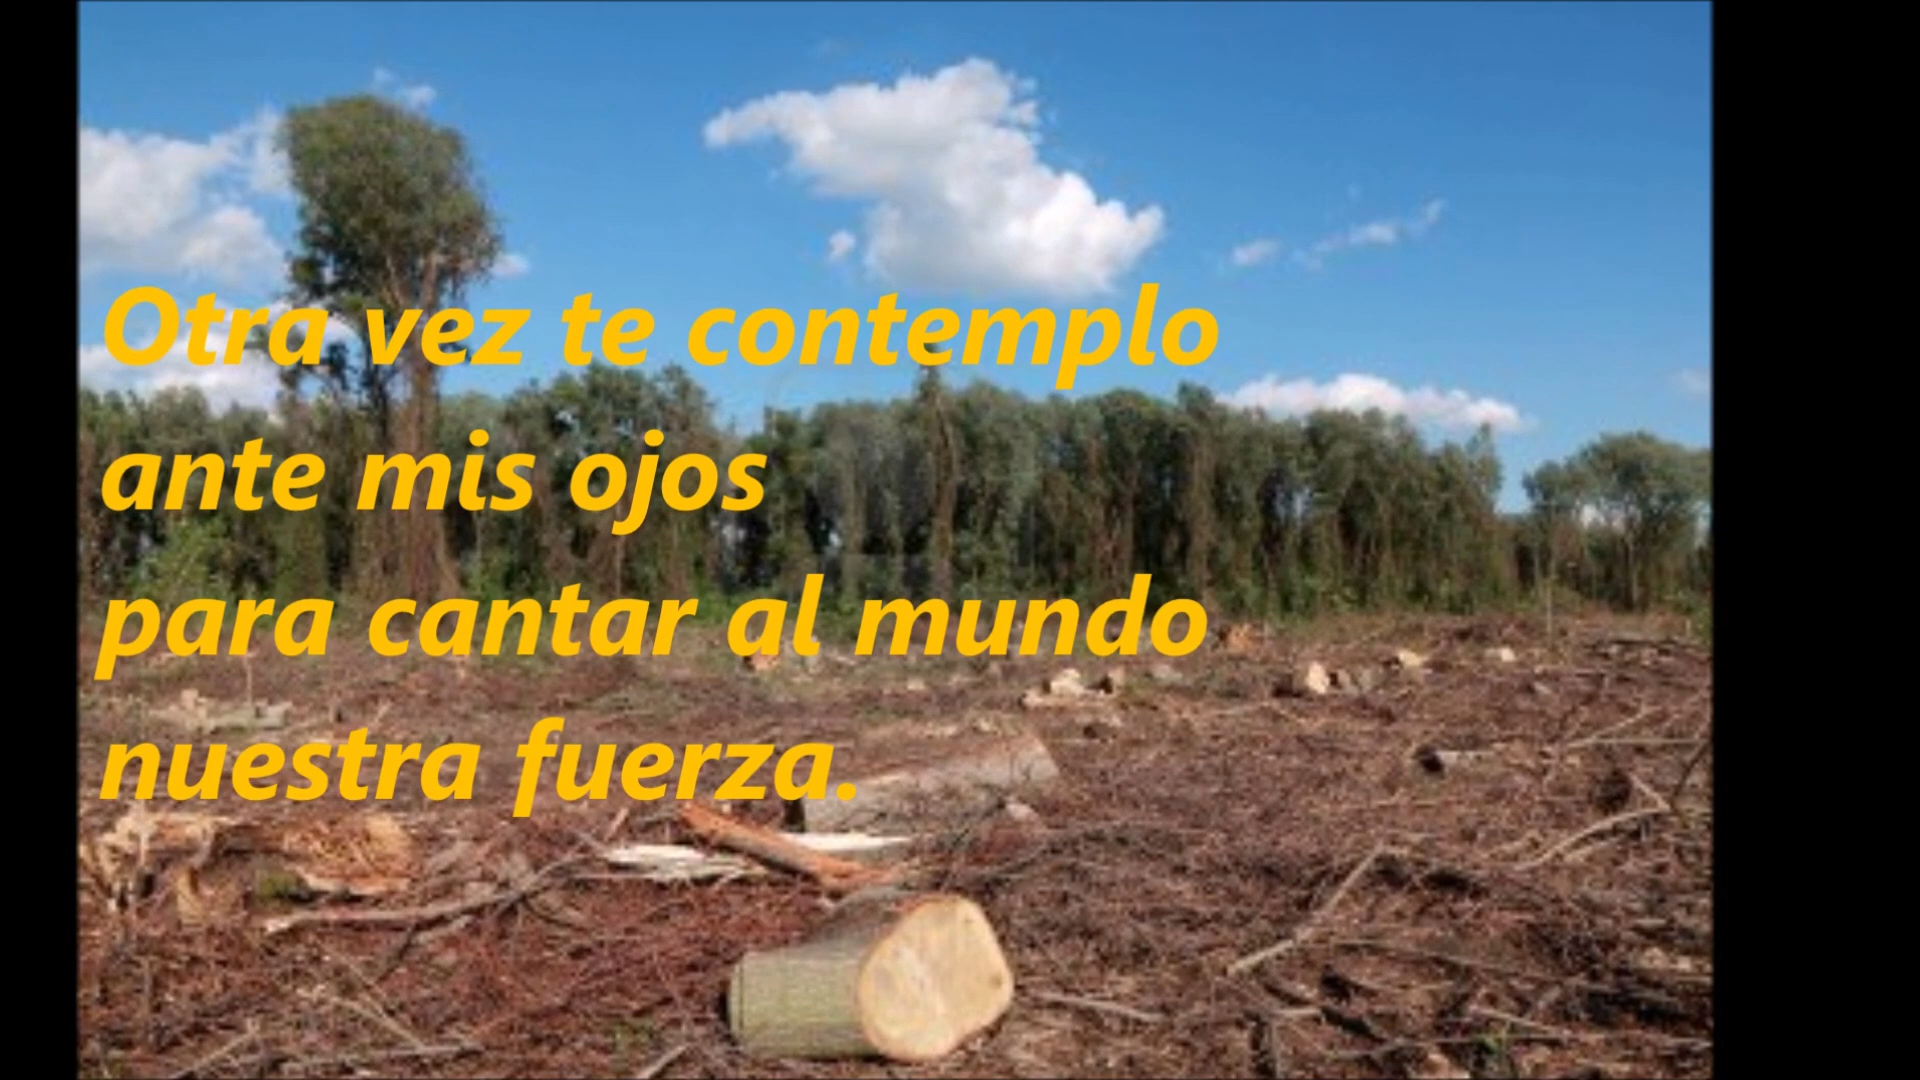 Otra vez te contemplo
ante mis ojos
para cantar al mundo
nuestra fuerza.